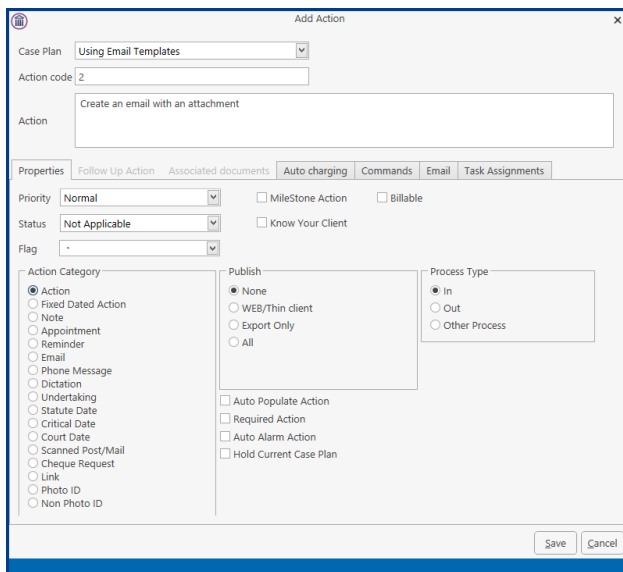 Add Action
Case Plan Using Email Templates
Action code 2
Action Create an email with an attachment
Properties Follow Up Action Associated documents Auto charging Commands Email Task Assignments
Priority Normal MileStone Action Billable
Status Not Applicable Know Your Client
Flag -
Action Category
Action
Fixed Dated Action
Note
Appointment
Reminder
Email
Phone Message
Dictation
Undertaking
Statute Date
Critical Date
Court Date
Scanned Post/Mail
Cheque Request
Link
Photo ID
Non Photo ID
Publish
None
WEB/Thin client
Export Only
All
Auto Populate Action
Required Action
Auto Alarm Action
Hold Current Case Plan
Process Type
In
Out
Other Process
Save Cancel